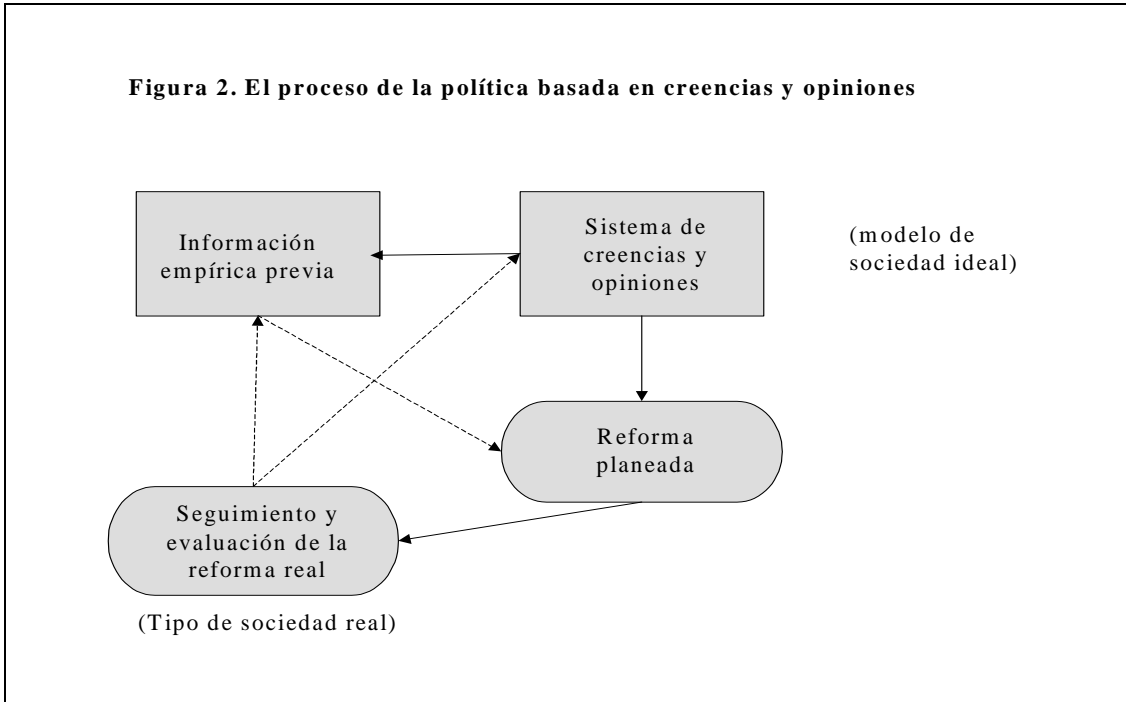 Figura 2. El proceso de la política basada en creencias y opiniones
Información
empírica previa
Sistema de
creencias y
opiniones
(modelo de
sociedad ideal)
Reforma
planeada
Seguimiento y
evaluación de la
reforma real
(Tipo de sociedad real)